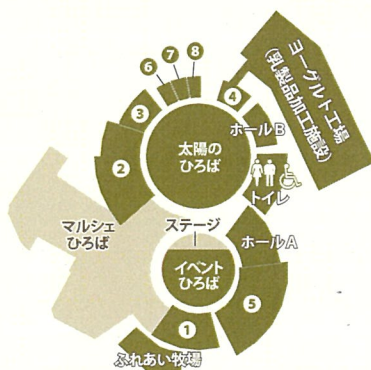 6
7
8
3
4
2
ヨーグルト工場
(乳製品加工施設)
ホールB
太陽の
ひろば
トイレ
マルシェ
ひろば
ステージ
ホールA
イベント
ひろば
5
1
ふれあい牧場